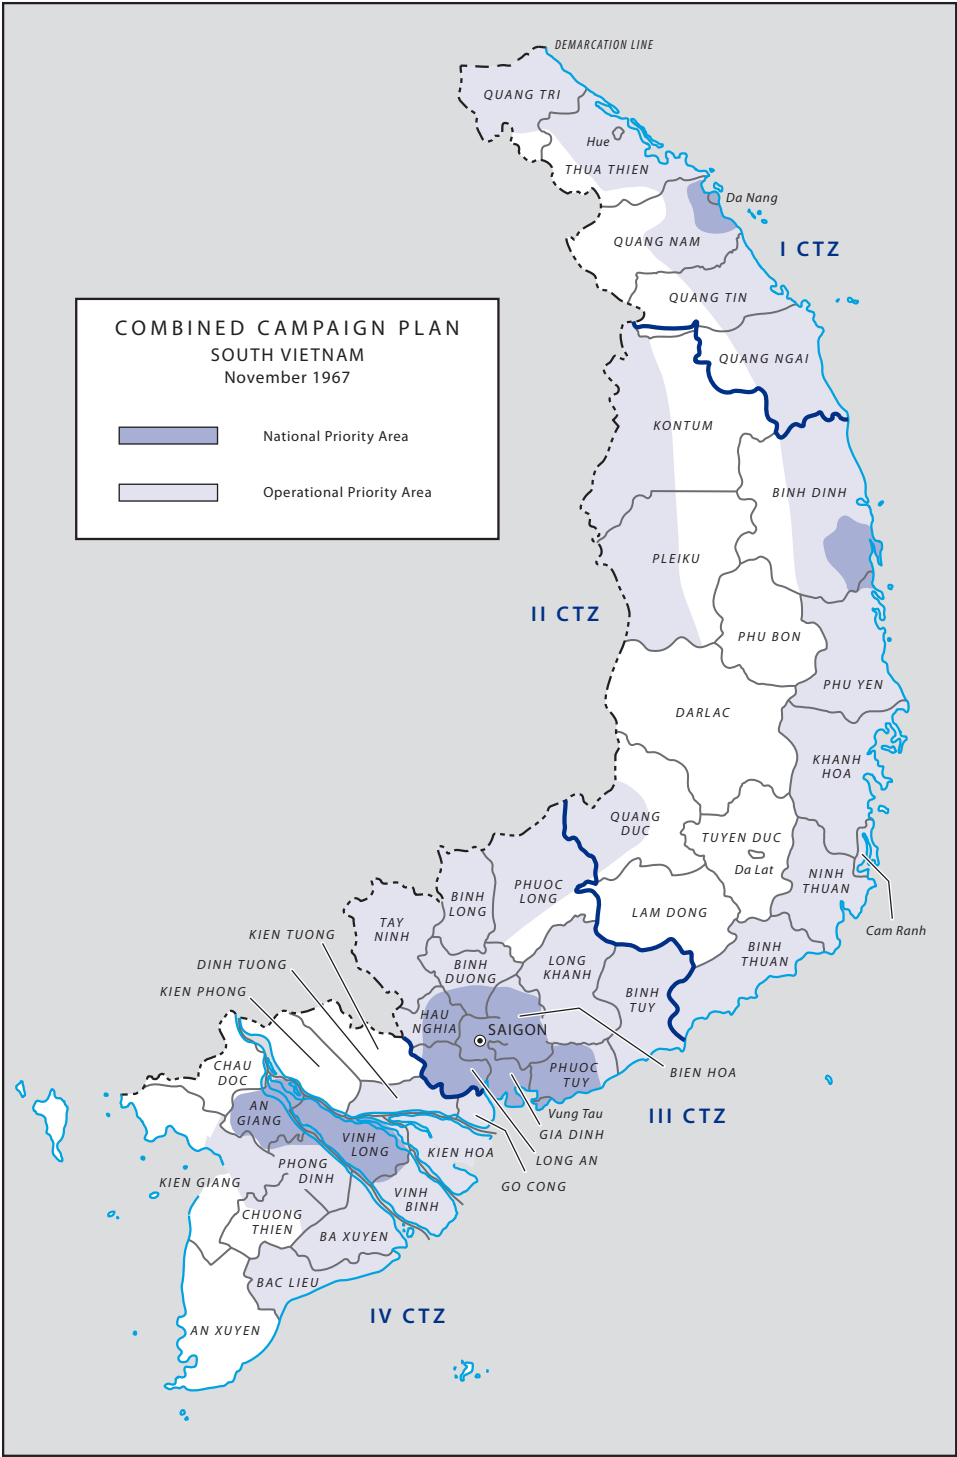 DEMARCATION LINE
QUANG TRI
Hue
THUA THIEN
Da Nang
QUANG NAM
I CTZ
QUANG TIN
COMBINED CAMPAIGN PLAN
SOUTH VIETNAM
November 1967
National Priority Area
Operational Priority Area
QUANG NGAI
KONTUM
BINH DINH
PLEIKU
II CTZ
PHU BON
PHU YEN
DARLAC
KHANH
HOA
QUANG
DUC
TUYEN DUC
Da Lat
NINH
THUAN
PHUOC
LONG
BINH
LONG
LAM DONG
Cam Ranh
TAY
NINH
KIEN TUONG
BINH
THUAN
DINH TUONG
BINH
DUONG
LONG
KHANH
KIEN PHONG
BINH
TUY
HAU
NGHIA
SAIGON
CHAU
DOC
PHUOC
TUY
BIEN HOA
AN
GIANG
Vung Tau
III CTZ
GIA DINH
VINH
LONG
KIEN HOA
LONG AN
PHONG
DINH
KIEN GIANG
GO CONG
VINH
BINH
CHUONG
THIEN
BA XUYEN
BAC LIEU
IV CTZ
AN XUYEN